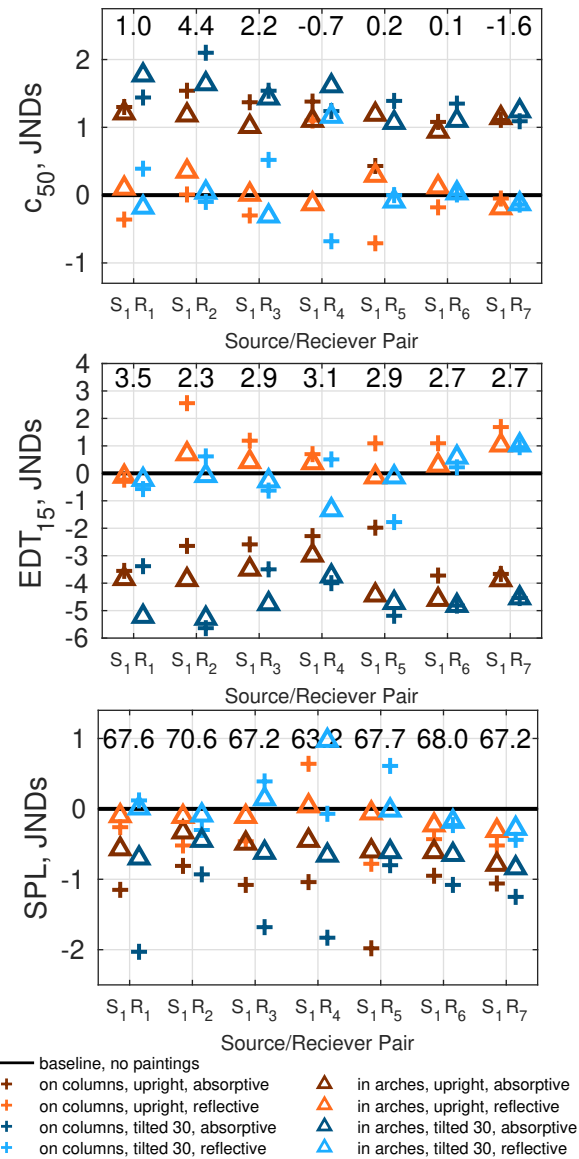 1.0 4.4 2.2 -0.7 0.2 0.1 -1.6
2
1
0
-1
c50, JNDs
S1R1 S1R2 S1R3 S1R4 S1R5 S1R6 S1R7
Source/Reciever Pair
3.5 2.3 2.9 3.1 2.9 2.7 2.7
4
3
2
1
0
-1
-2
-3
-4
-5
-6
EDT15, JNDs
S1R1 S1R2 S1R3 S1R4 S1R5 S1R6 S1R7
Source/Reciever Pair
67.6 70.6 67.2 63.2 67.7 68.0 67.2
1
0
-1
-2
SPL, JNDs
S1R1 S1R2 S1R3 S1R4 S1R5 S1R6 S1R7
Source/Reciever Pair
baseline, no paintings
on columns, upright, absorptive in arches, upright, absorptive
on columns, upright, reflective in arches, upright, reflective
on columns, tilted 30, absorptive in arches, tilted 30, absorptive
on columns, tilted 30, reflective in arches, tilted 30, reflective